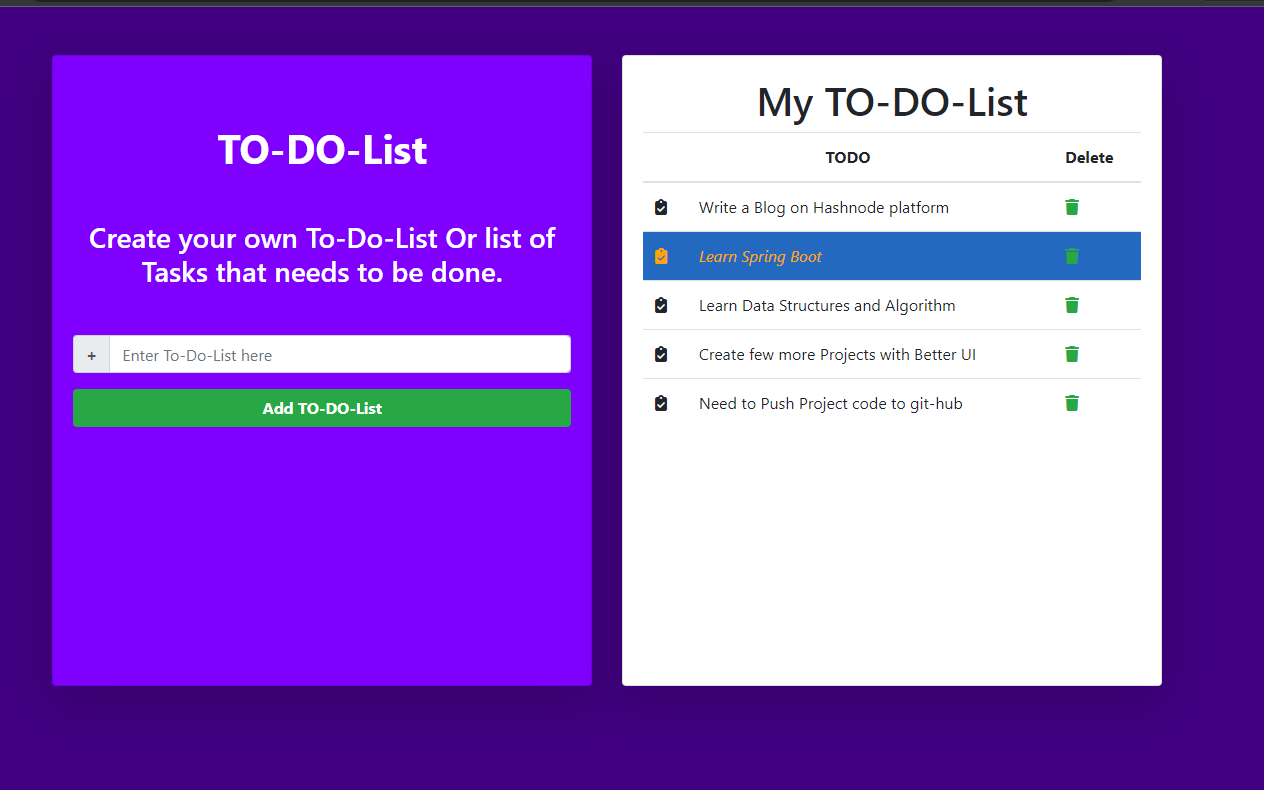 TO-DO-List
Create your own To-Do-List Or list of
Tasks that needs to be done.
+ Enter To-Do-List here
Add TO-DO-List
My TO-DO-List
TODO Delete
Write a Blog on Hashnode platform
Learn Spring Boot
Learn Data Structures and Algorithm
Create few more Projects with Better UI
Need to Push Project code to git-hub